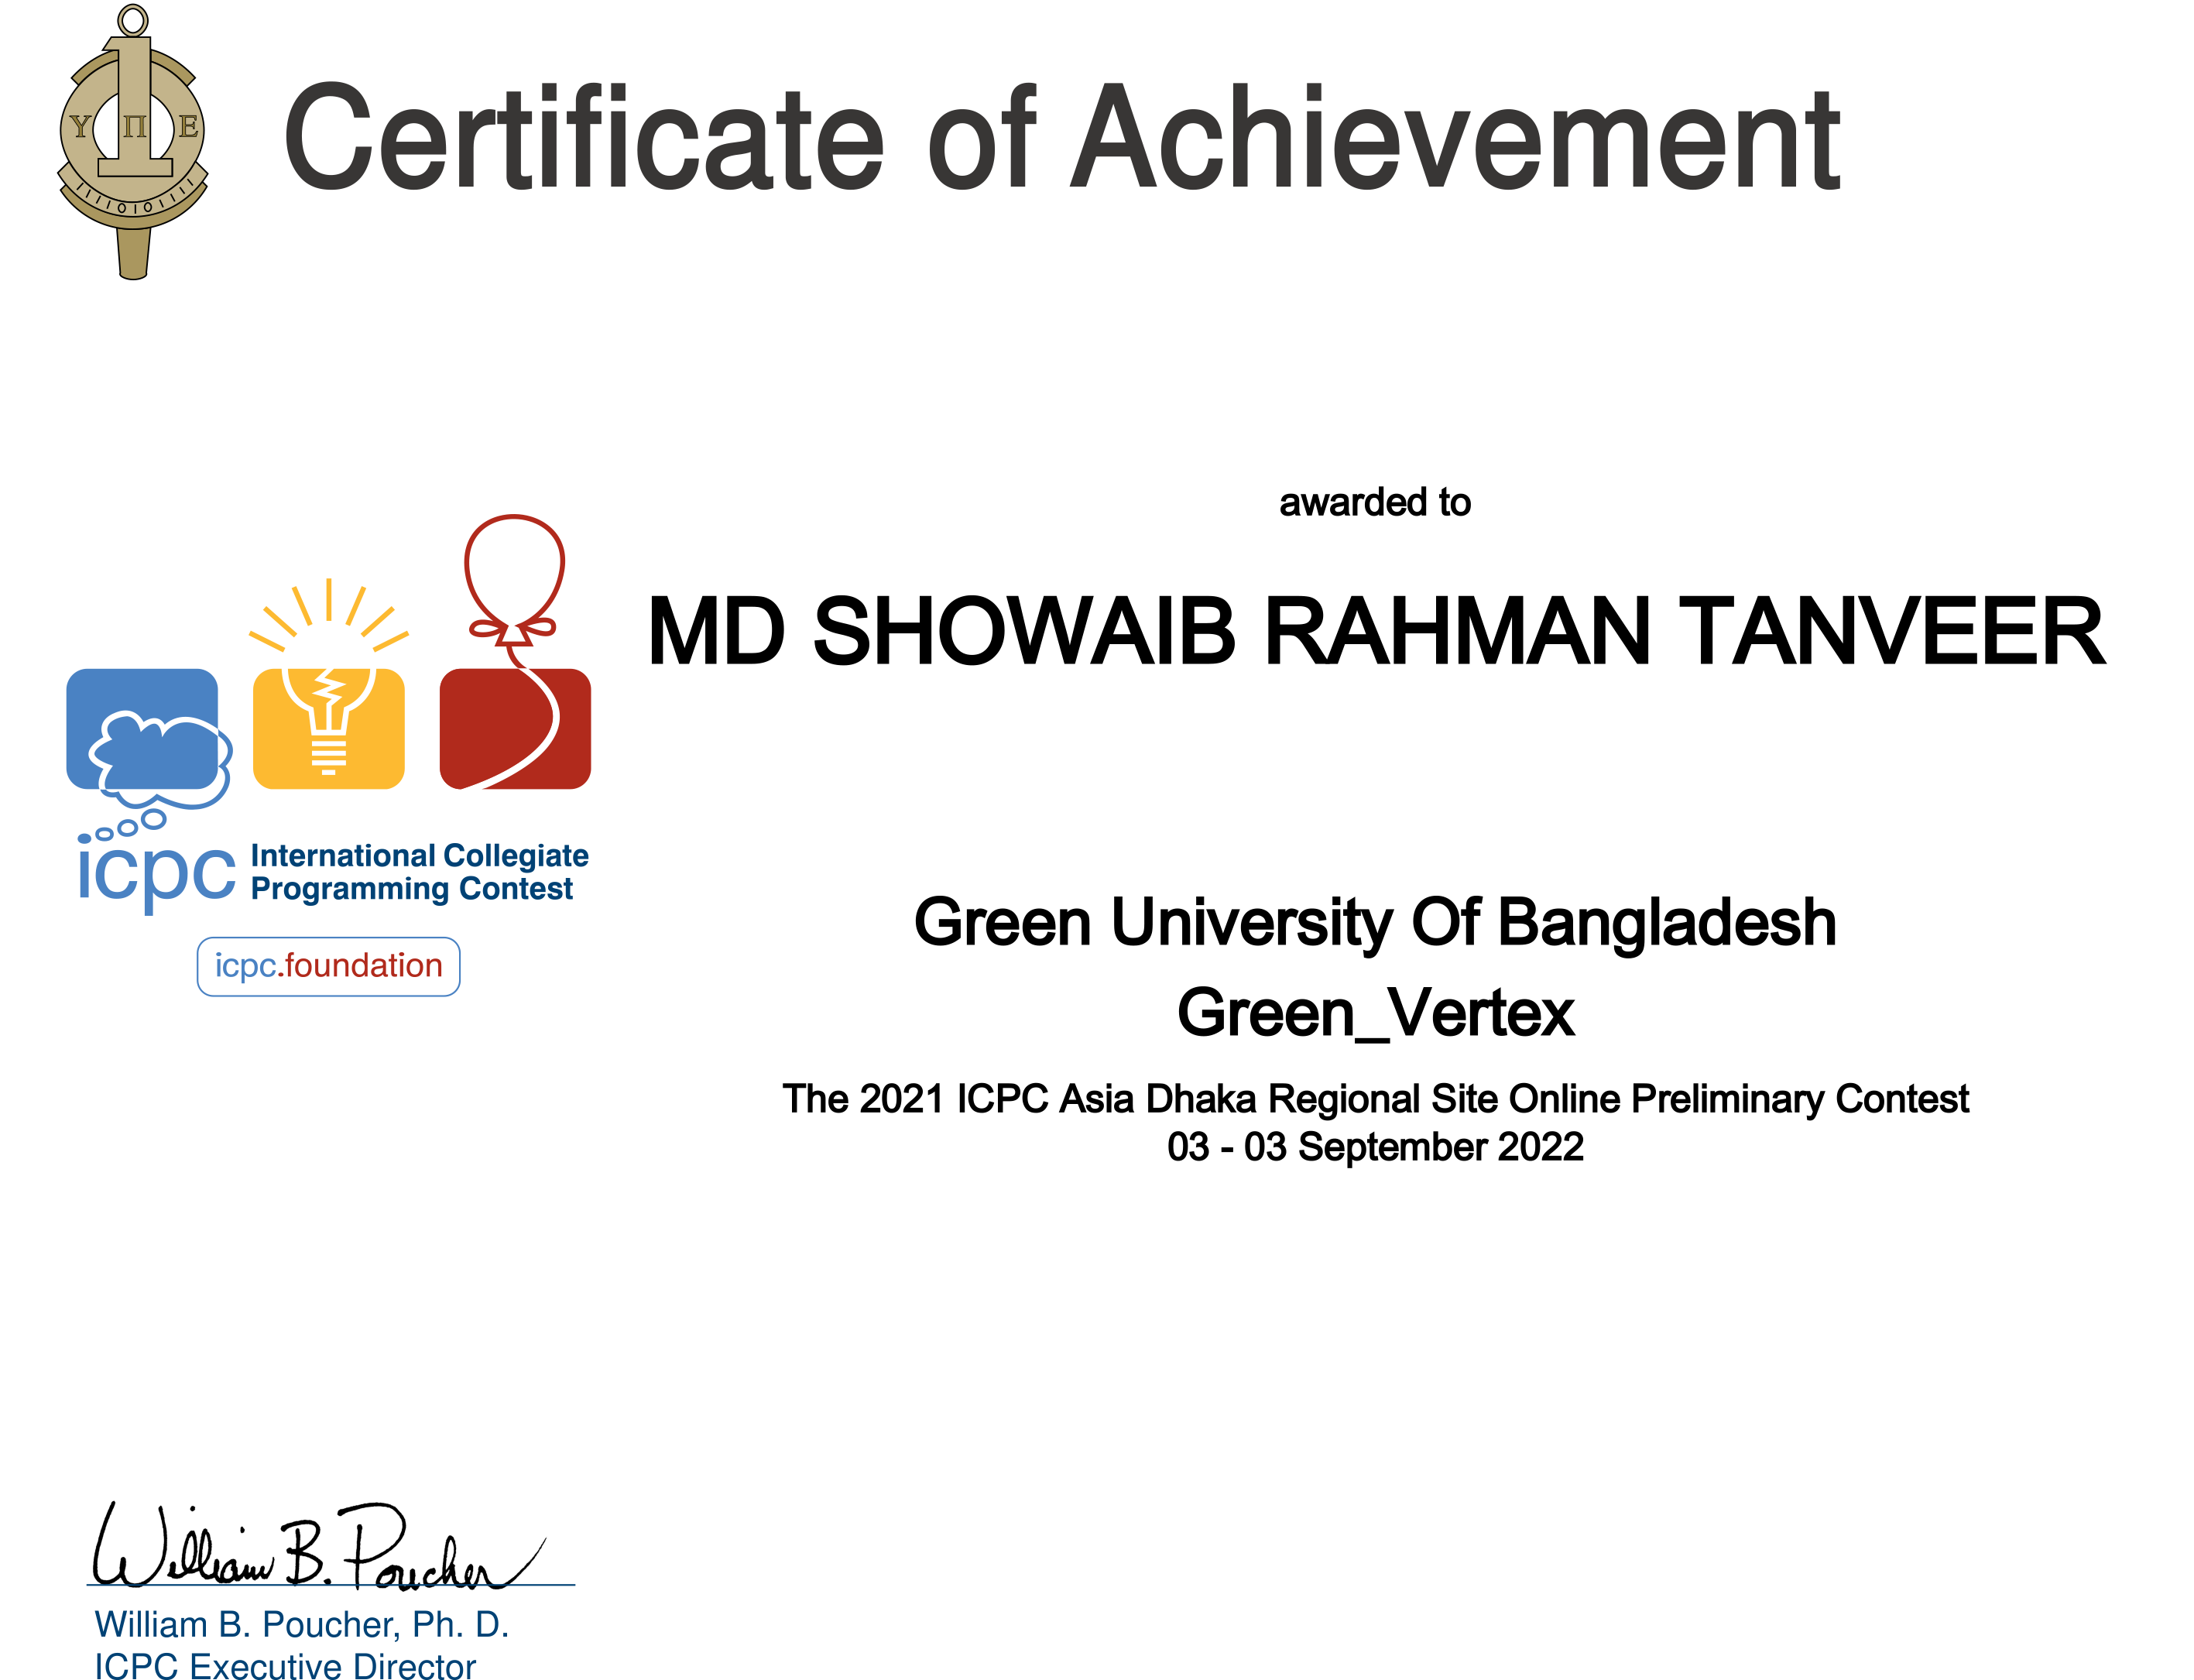 Certificate of Achievement
Υ Π Ε
awarded to
MD SHOWAIB RAHMAN TANVEER
icpc International Collegiate
Programming Contest
icpc.foundation
Green University Of Bangladesh
Green_Vertex
The 2021 ICPC Asia Dhaka Regional Site Online Preliminary Contest
03 - 03 September 2022
William B. Poucher
William B. Poucher, Ph. D.
ICPC Executive Director